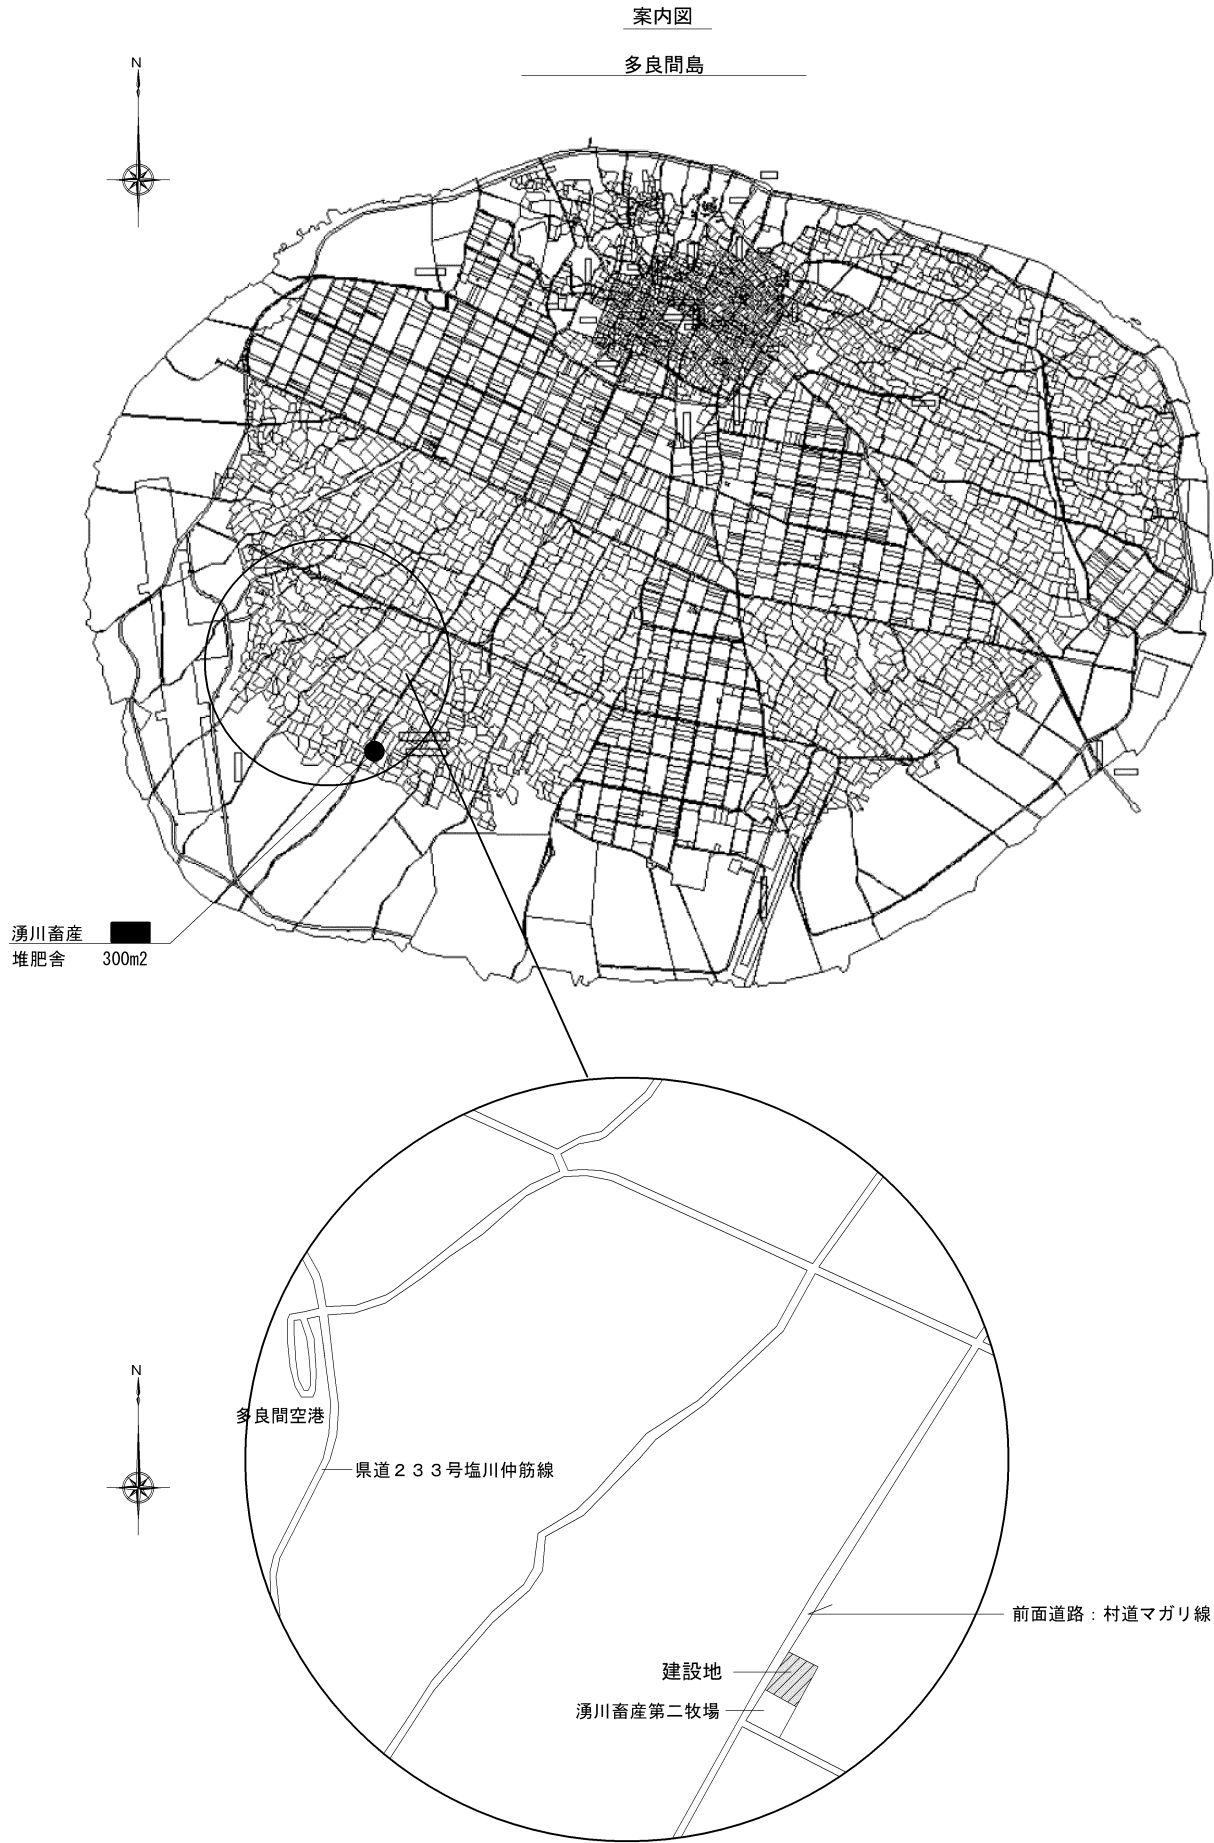 案内図
多良間島
N
湧川畜産
堆肥舎 300m2
N
多良間空港
県道２３３号塩川仲筋線
前面道路：村道マガリ線
建設地
湧川畜産第二牧場